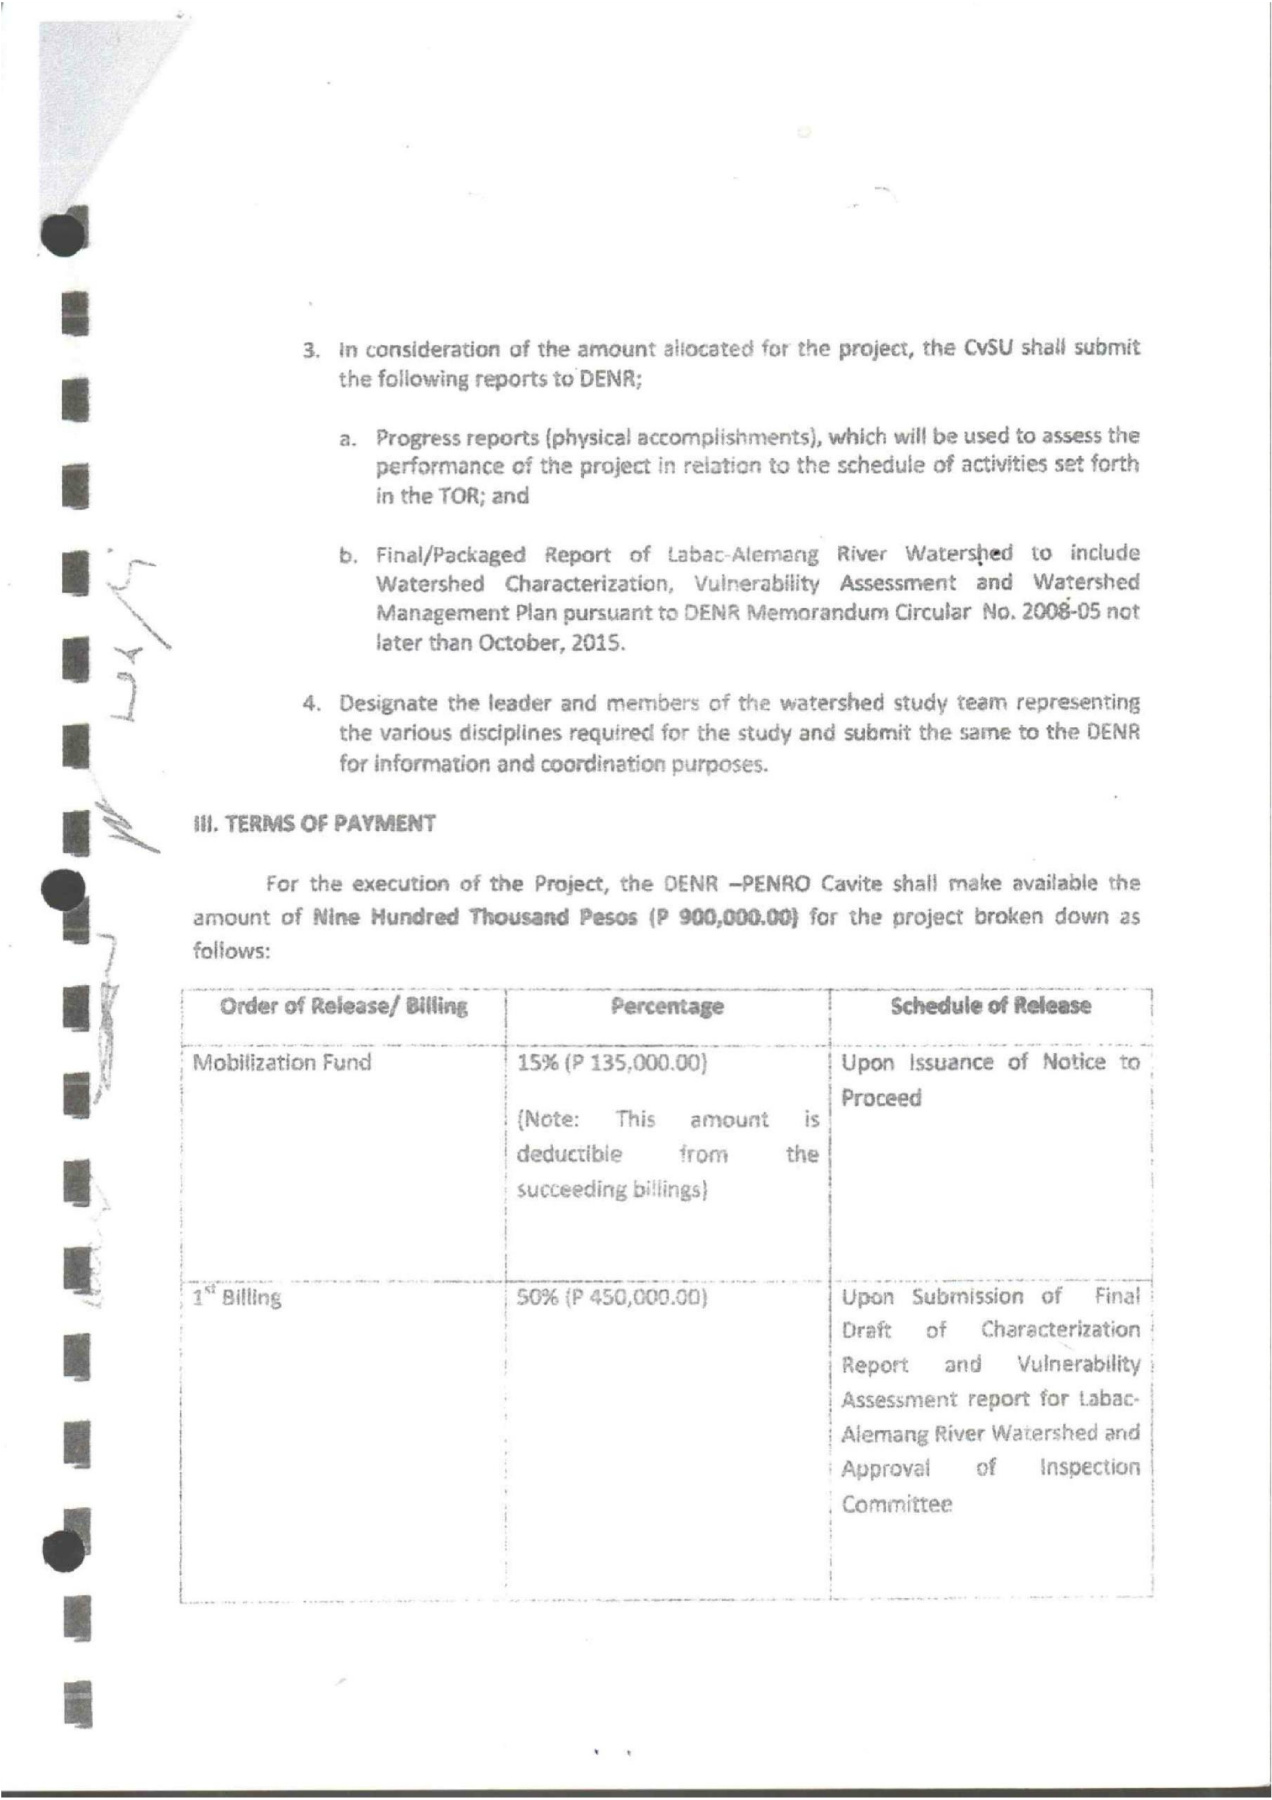 3. In consideration of the amount allocated for the project, the CvSU shall submit
the following reports to DENR;
a. Progress reports (physical accomplishments), which will be used to assess the
performance of the project in relation to the schedule of activities set forth
in the TOR; and
b. Final/Packaged Report of Labac-Alemang River Watershed to include
Watershed Characterization, Vulnerability Assessment and Watershed
Management Plan pursuant to DENR Memorandum Circular No. 2008-05 not
later than October, 2015.
4. Designate the leader and members of the watershed study team representing
the various disciplines required for the study and submit the same to the DENR
for information and coordination purposes.
III. TERMS OF PAYMENT
For the execution of the Project, the DENR –PENRO Cavite shall make available the
amount of Nine Hundred Thousand Pesos (P 900,000.00) for the project broken down as
follows:
Order of Release/ Billing
Percentage
Schedule of Release
Mobilization Fund
15% (P 135,000.00)
(Note: This amount is
deductible from the
succeeding billings)
Upon Issuance of Notice to
Proceed
1st Billing
50% (P 450,000.00)
Upon Submission of Final
Draft of Characterization
Report and Vulnerability
Assessment report for Labac-
Alemang River Watershed and
Approval of Inspection
Committee